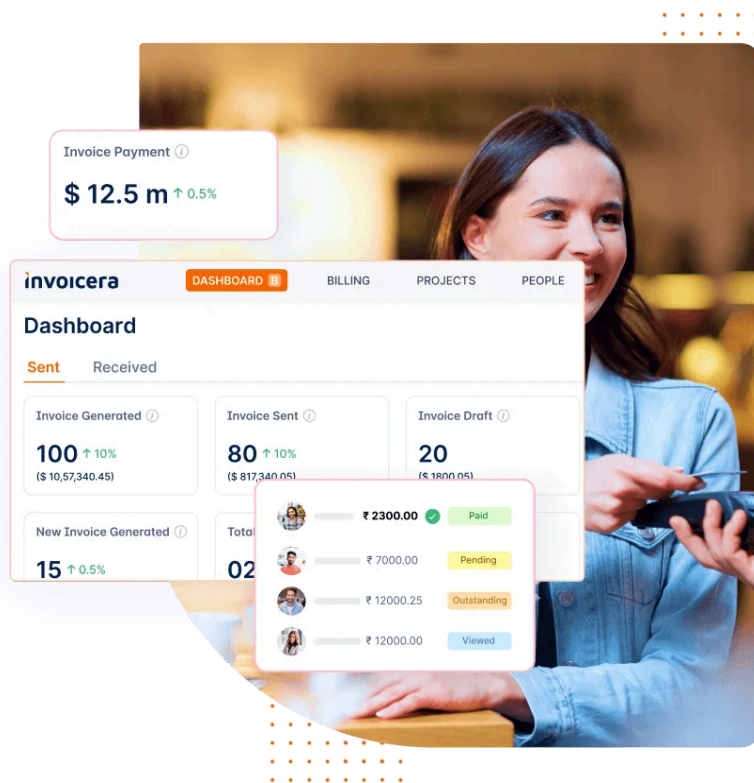 Invoice Payment
$ 12.5 m ↑ 0.5%
invoicera
DASHBOARD B
BILLING
PROJECTS
PEOPLE
Dashboard
Sent
Received
Invoice Generated
Invoice Sent
Invoice Draft
100 ↑ 10%
80 ↑ 10%
20
($ 10,57,340.45)
($ 817,340.05)
($ 1800.05)
New Invoice Generated
Total
15 ↑ 0.5%
02
₹ 2300.00 Paid
₹ 7000.00 Pending
₹ 12000.25 Outstanding
₹ 12000.00 Viewed